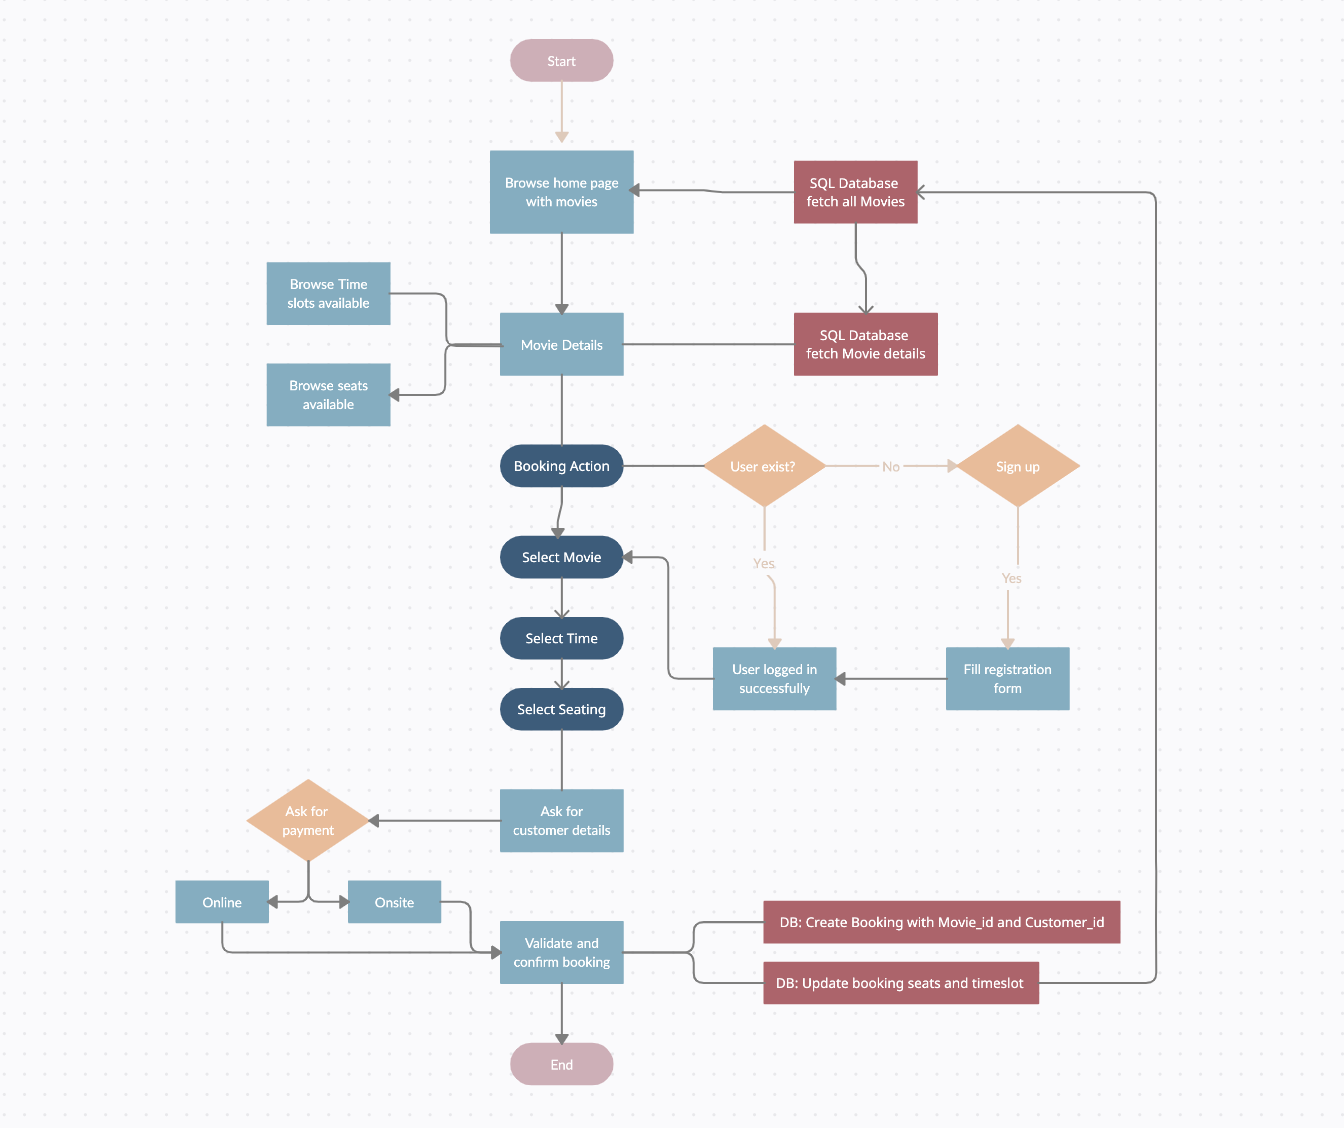 Start
Browse home page
with movies
SQL Database
fetch all Movies
Browse Time
slots available
Movie Details
SQL Database
fetch Movie details
Browse seats
available
Booking Action
User exist?
No
Sign up
Select Movie
Yes
Yes
Select Time
User logged in
successfully
Fill registration
form
Select Seating
Ask for
payment
Ask for
customer details
Online
Onsite
Validate and
confirm booking
DB: Create Booking with Movie_id and Customer_id
DB: Update booking seats and timeslot
End